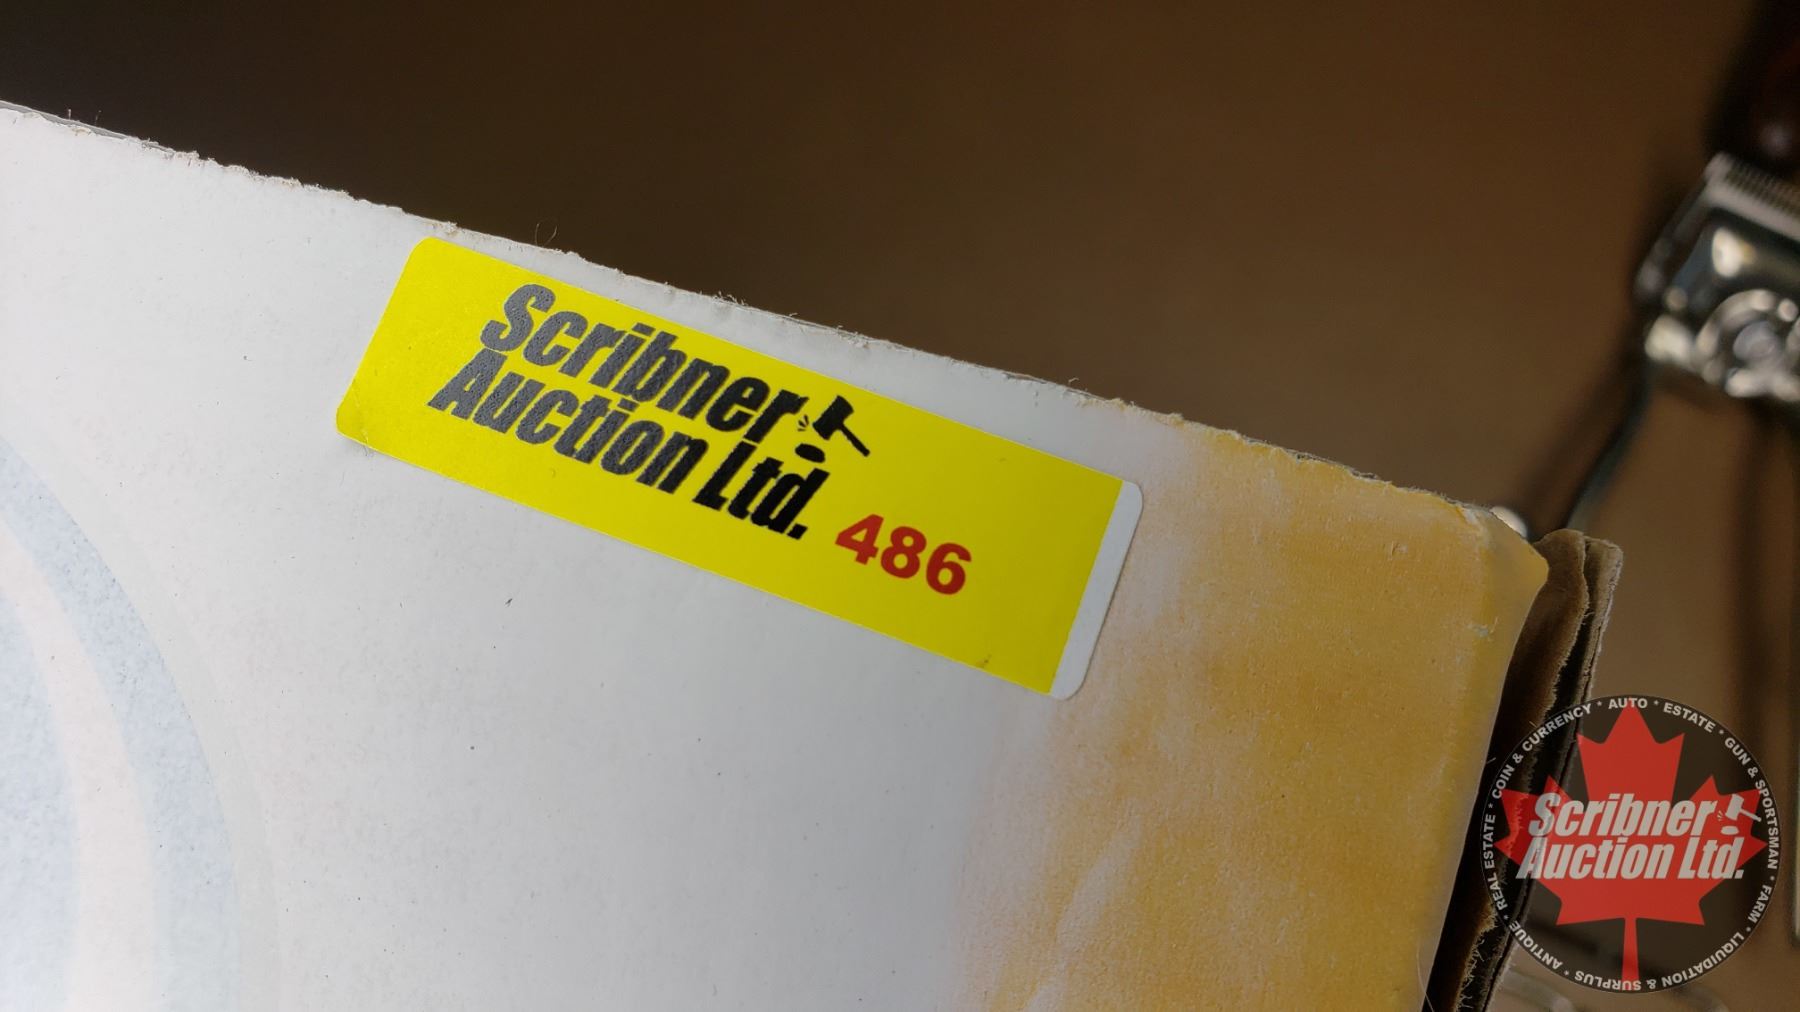 Scribner
Auction Ltd.
486
REAL ESTATE * COIN & CURRENCY * AUTO * ESTATE * GUN & SPORTSMAN * FARM * LIQUIDATION & SURPLUS * ANTIQUE *
Scribner
Auction Ltd.